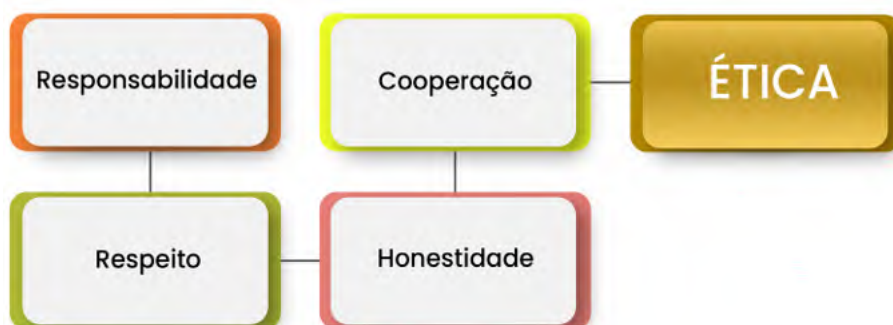 Responsabilidade
Cooperação
ÉTICA
Respeito
Honestidade